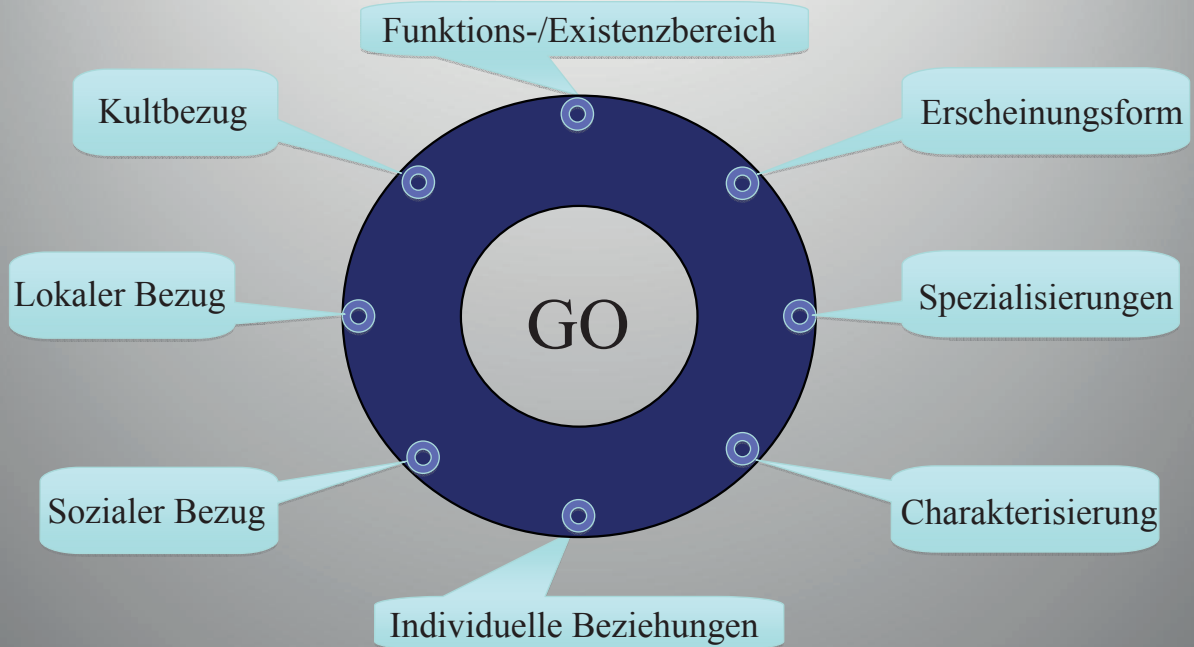 Funktions-/Existenzbereich
Kultbezug
Erscheinungsform
Lokaler Bezug
GO
Spezialisierungen
Sozialer Bezug
Charakterisierung
Individuelle Beziehungen